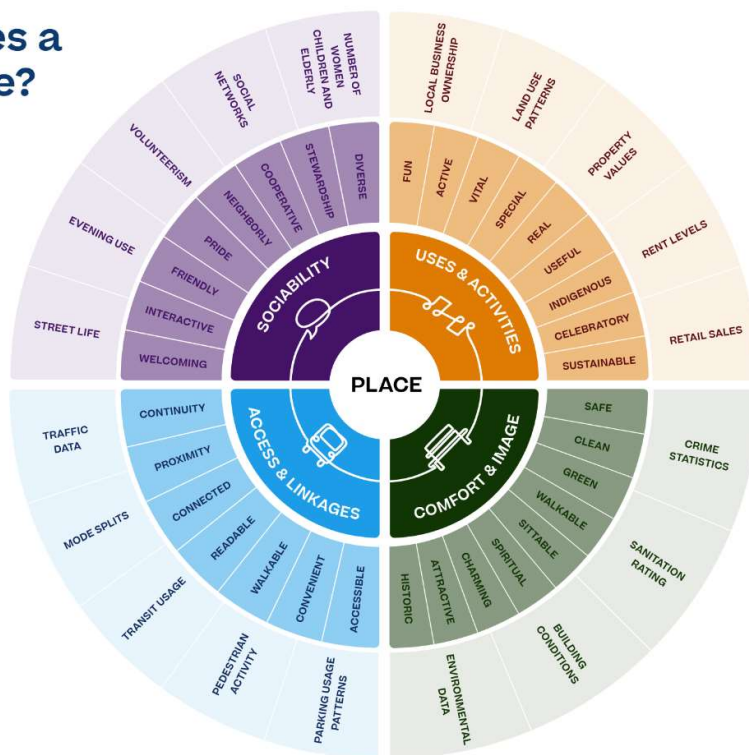 es a
e?
NUMBER OF
WOMEN
CHILDREN AND
ELDERLY
SOCIAL
NETWORKS
VOLUNTEERISM
EVENING USE
STREET LIFE
DIVERSE
STEWARDSHIP
COOPERATIVE
NEIGHBORLY
PRIDE
FRIENDLY
INTERACTIVE
WELCOMING
SOCIABILITY
LOCAL BUSINESS
OWNERSHIP
LAND USE
PATTERNS
PROPERTY
VALUES
RENT LEVELS
RETAIL SALES
FUN
ACTIVE
VITAL
SPECIAL
REAL
USEFUL
INDIGENOUS
CELEBRATORY
SUSTAINABLE
USES & ACTIVITIES
PLACE
ACCESS & LINKAGES
CONTINUITY
PROXIMITY
CONNECTED
READABLE
WALKABLE
CONVENIENT
ACCESSIBLE
TRAFFIC
DATA
MODE SPLITS
TRANSIT USAGE
PEDESTRIAN
ACTIVITY
PARKING USAGE
PATTERNS
COMFORT & IMAGE
SAFE
CLEAN
GREEN
WALKABLE
SITTABLE
SPIRITUAL
CHARMING
ATTRACTIVE
HISTORIC
CRIME
STATISTICS
SANITATION
RATING
BUILDING
CONDITIONS
ENVIRONMENTAL
DATA